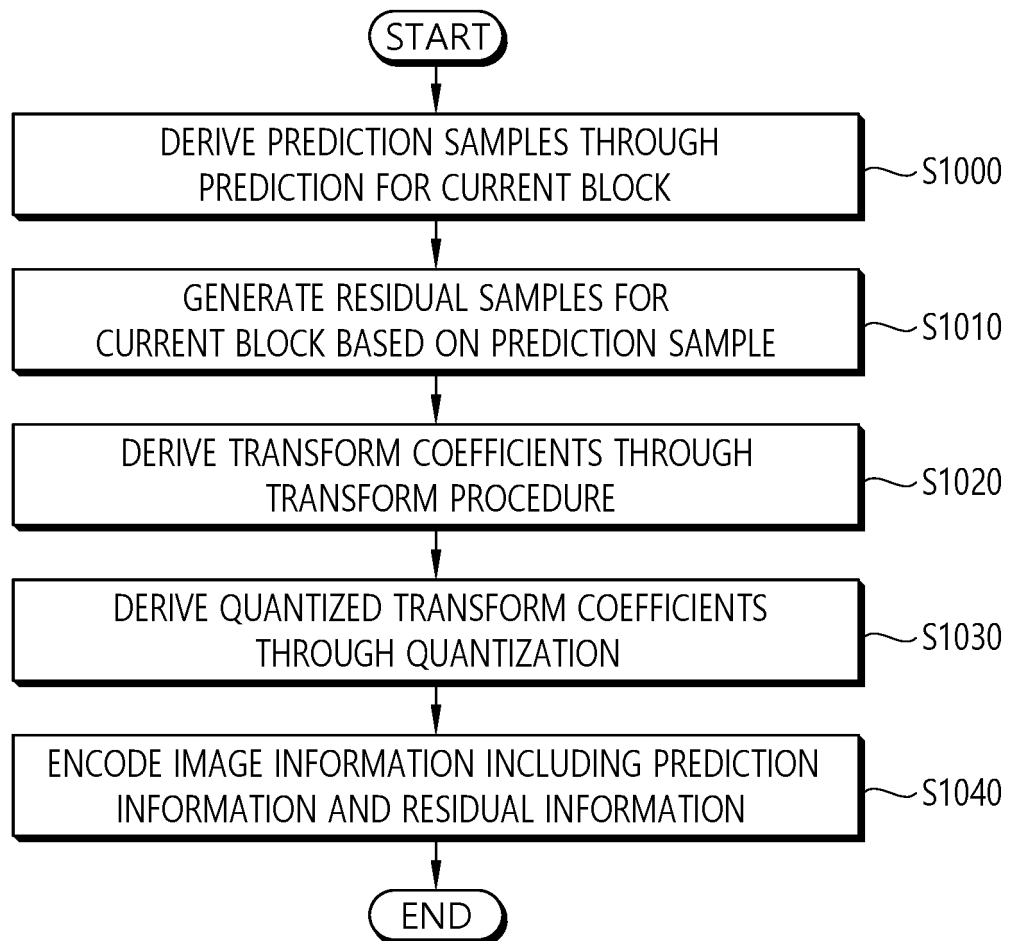 START
DERIVE PREDICTION SAMPLES THROUGH
PREDICTION FOR CURRENT BLOCK
S1000
GENERATE RESIDUAL SAMPLES FOR
CURRENT BLOCK BASED ON PREDICTION SAMPLE
S1010
DERIVE TRANSFORM COEFFICIENTS THROUGH
TRANSFORM PROCEDURE
S1020
DERIVE QUANTIZED TRANSFORM COEFFICIENTS
THROUGH QUANTIZATION
S1030
ENCODE IMAGE INFORMATION INCLUDING PREDICTION
INFORMATION AND RESIDUAL INFORMATION
S1040
END